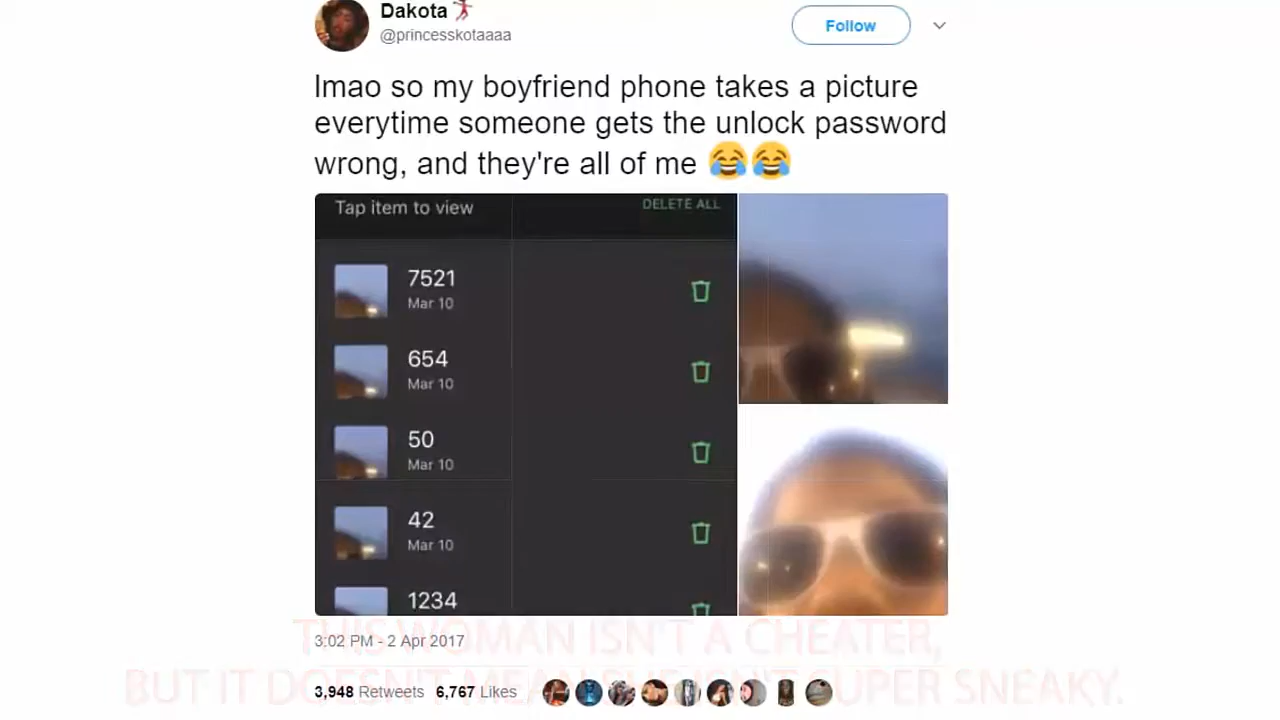 Dakota
@princesskotaaaa
Follow
lmao so my boyfriend phone takes a picture
everytime someone gets the unlock password
wrong, and they're all of me 😂😂
Tap item to view
DELETE ALL
7521
Mar 10
654
Mar 10
50
Mar 10
42
Mar 10
1234
3:02 PM - 2 Apr 2017
THIS WOMAN ISN'T A CHEATER,
BUT IT DOESN'T MEAN SHE ISN'T SUPER SNEAKY.
3,948 Retweets 6,767 Likes